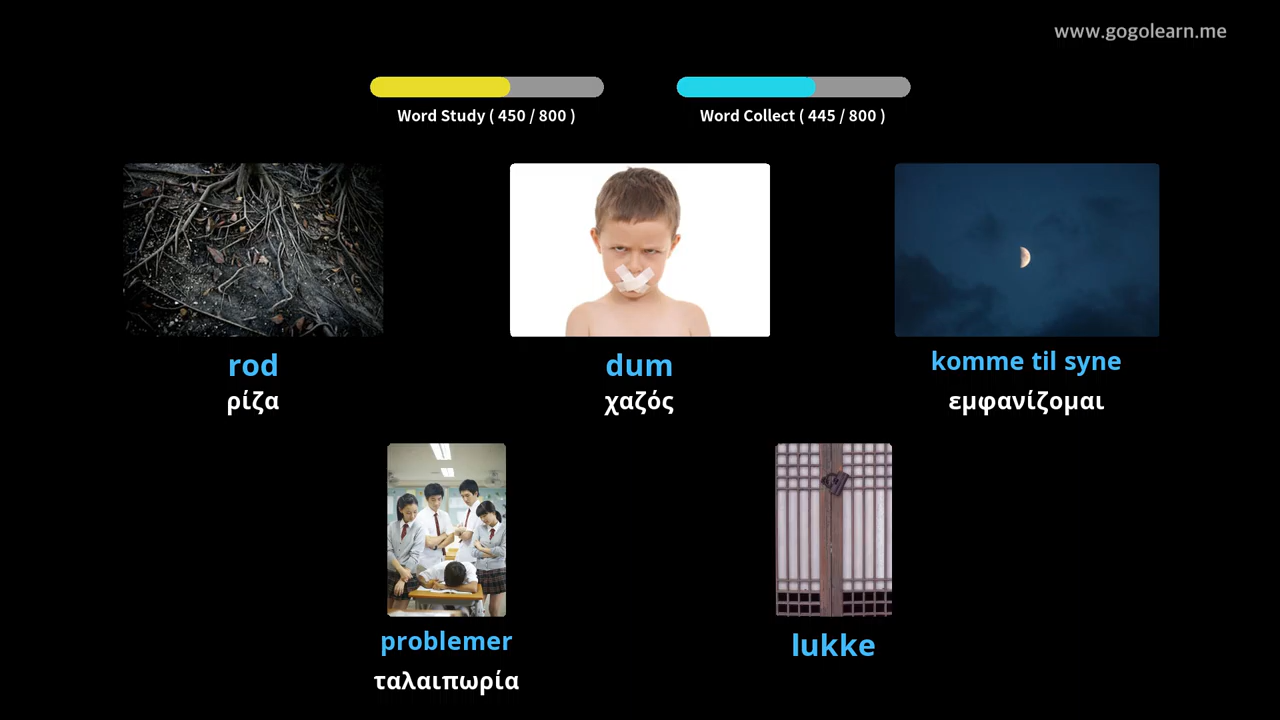 www.gogolearn.me
Word Study ( 450 / 800 )
Word Collect ( 445 / 800 )
rod
ρίζα
dum
χαζός
komme til syne
εμφανίζομαι
problemer
ταλαιπωρία
lukke